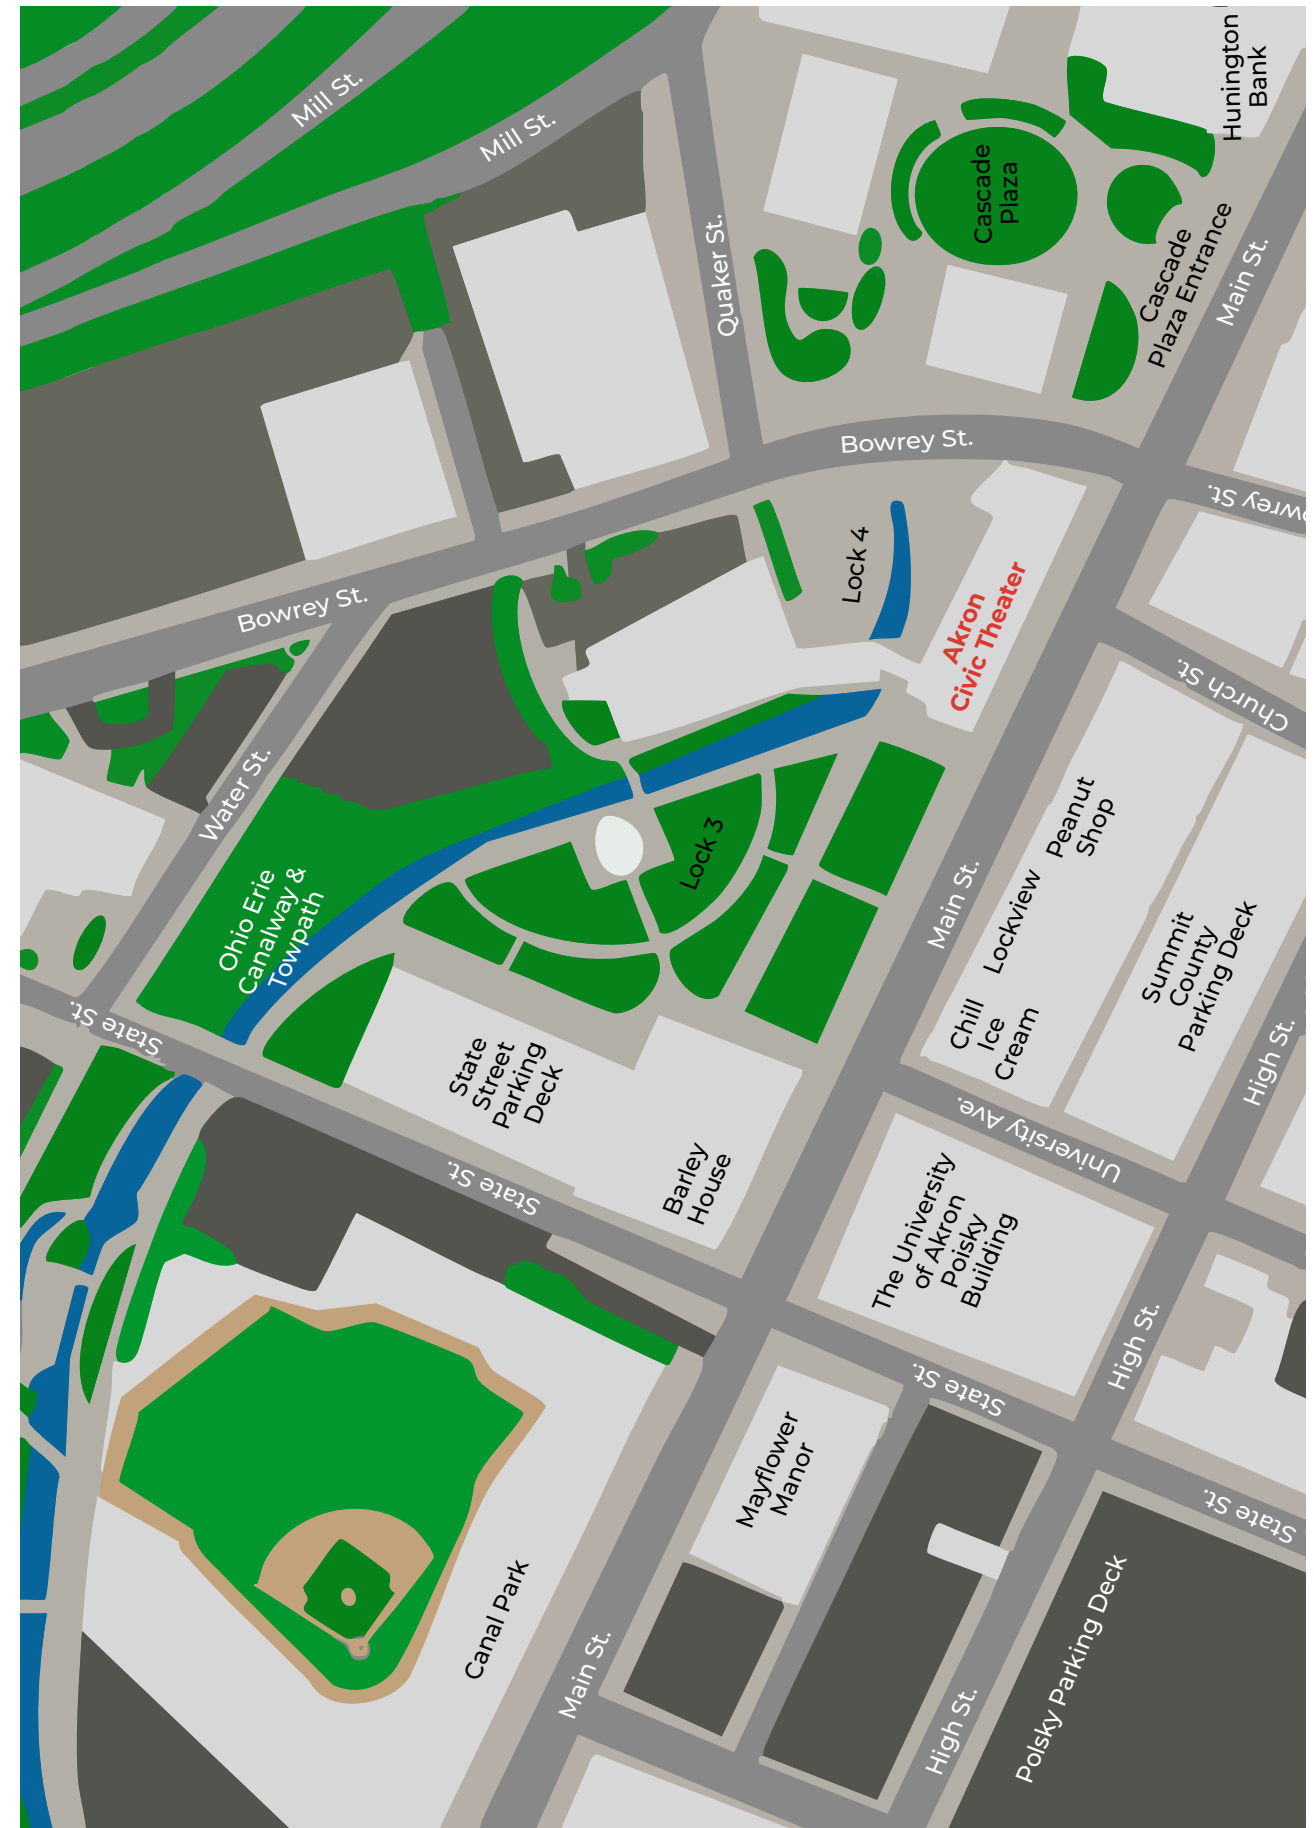 Hunington
Bank
Mill St.
Mill St.
Cascade
Plaza
Cascade
Plaza Entrance
Main St.
Quaker St.
Bowrey St.
Bowrey St.
Lock 4
Akron
Civic Theater
Bowrey St.
Church St.
Water St.
Peanut
Shop
Lock 3
Lockview
Main St.
Ohio Erie
Canalway &
Towpath
Summit
County
Parking Deck
State St.
Chill
Ice
Cream
High St.
State
Street
Parking
Deck
University Ave.
State St.
Barley
House
The University
of Akron
Polsky
Building
High St.
State St.
Mayflower
Manor
State St.
Canal Park
Main St.
High St.
Polsky Parking Deck